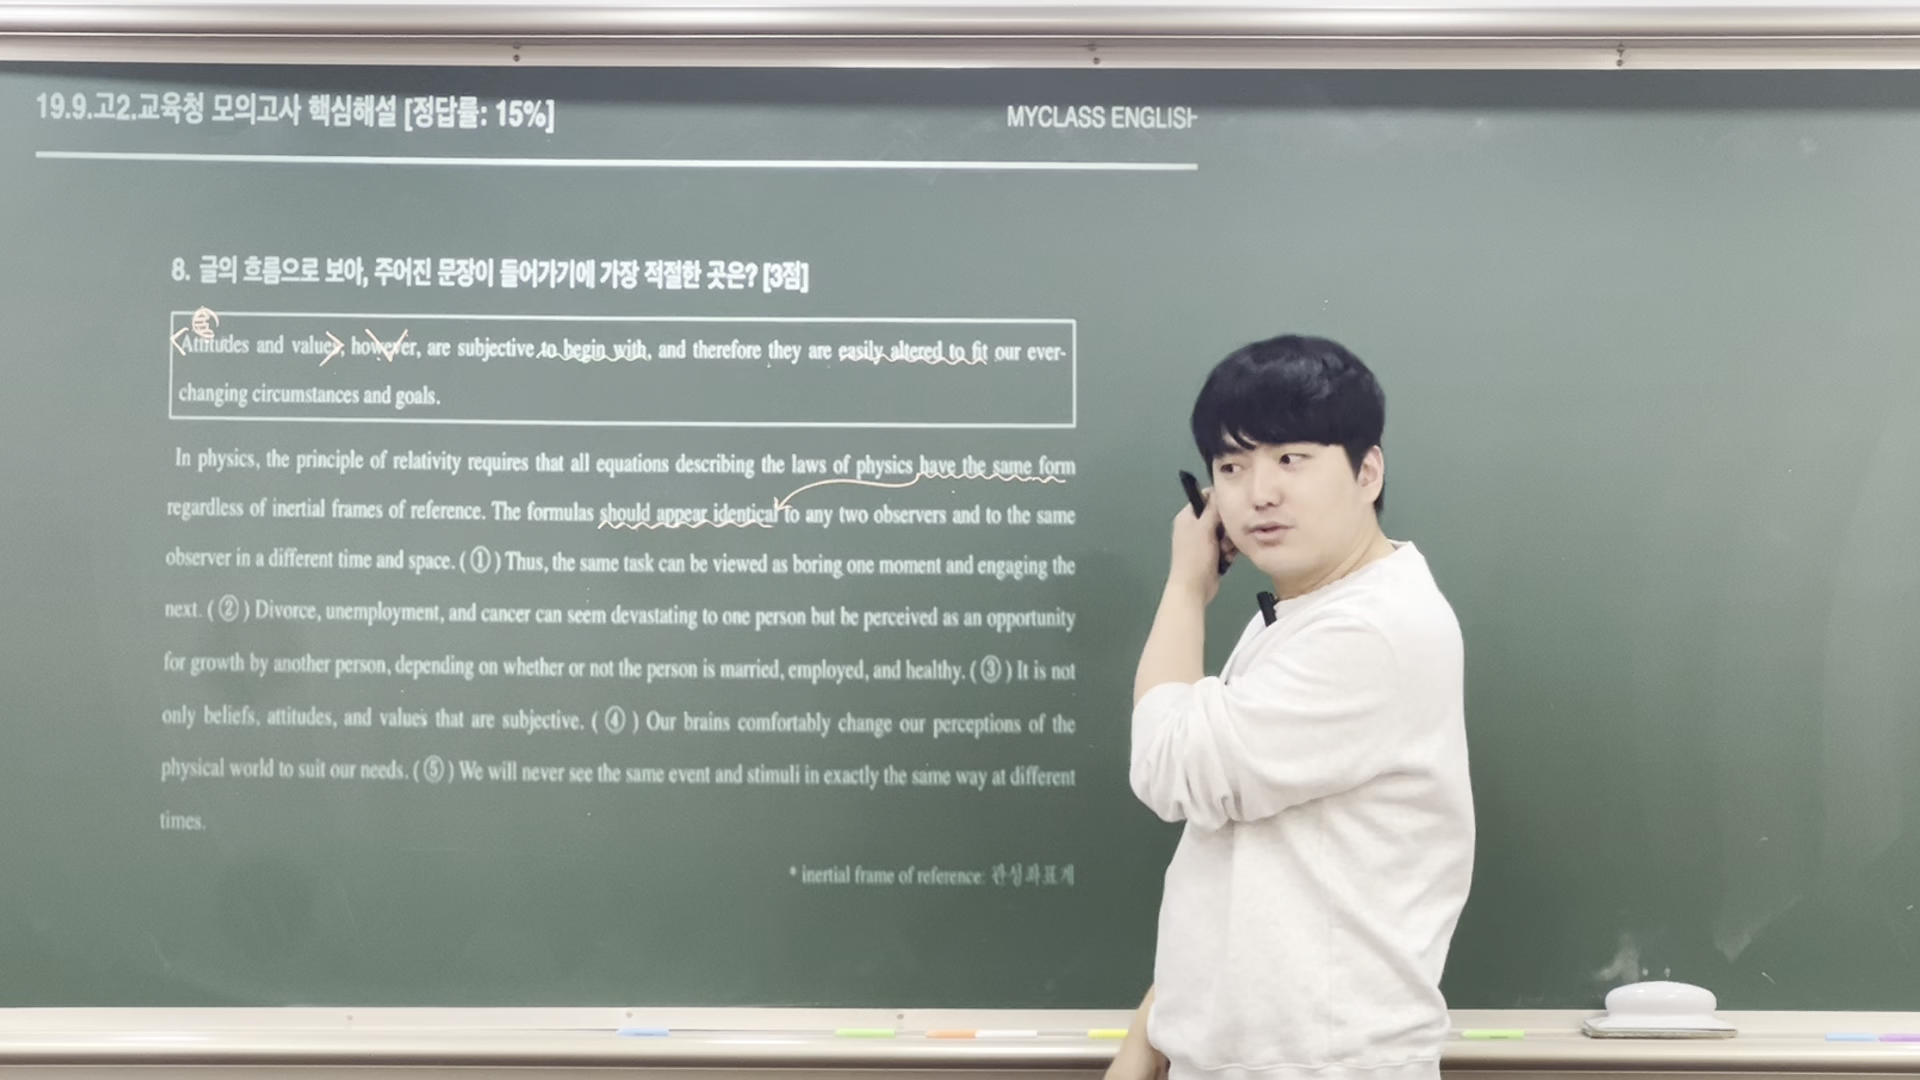 19.9.고2.교육청 모의고사 핵심해설 [정답률: 15%]
MYCLASS ENGLISH
8. 글의 흐름으로 보아, 주어진 문장이 들어가기에 가장 적절한 곳은? [3점]
Attitudes and values, however, are subjective to begin with, and therefore they are easily altered to fit our ever-
changing circumstances and goals.
In physics, the principle of relativity requires that all equations describing the laws of physics have the same form
regardless of inertial frames of reference. The formulas should appear identical to any two observers and to the same
observer in a different time and space. ( ① ) Thus, the same task can be viewed as boring one moment and engaging the
next. ( ② ) Divorce, unemployment, and cancer can seem devastating to one person but be perceived as an opportunity
for growth by another person, depending on whether or not the person is married, employed, and healthy. ( ③ ) It is not
only beliefs, attitudes, and values that are subjective. ( ④ ) Our brains comfortably change our perceptions of the
physical world to suit our needs. ( ⑤ ) We will never see the same event and stimuli in exactly the same way at different
times.
* inertial frame of reference: 관성좌표계